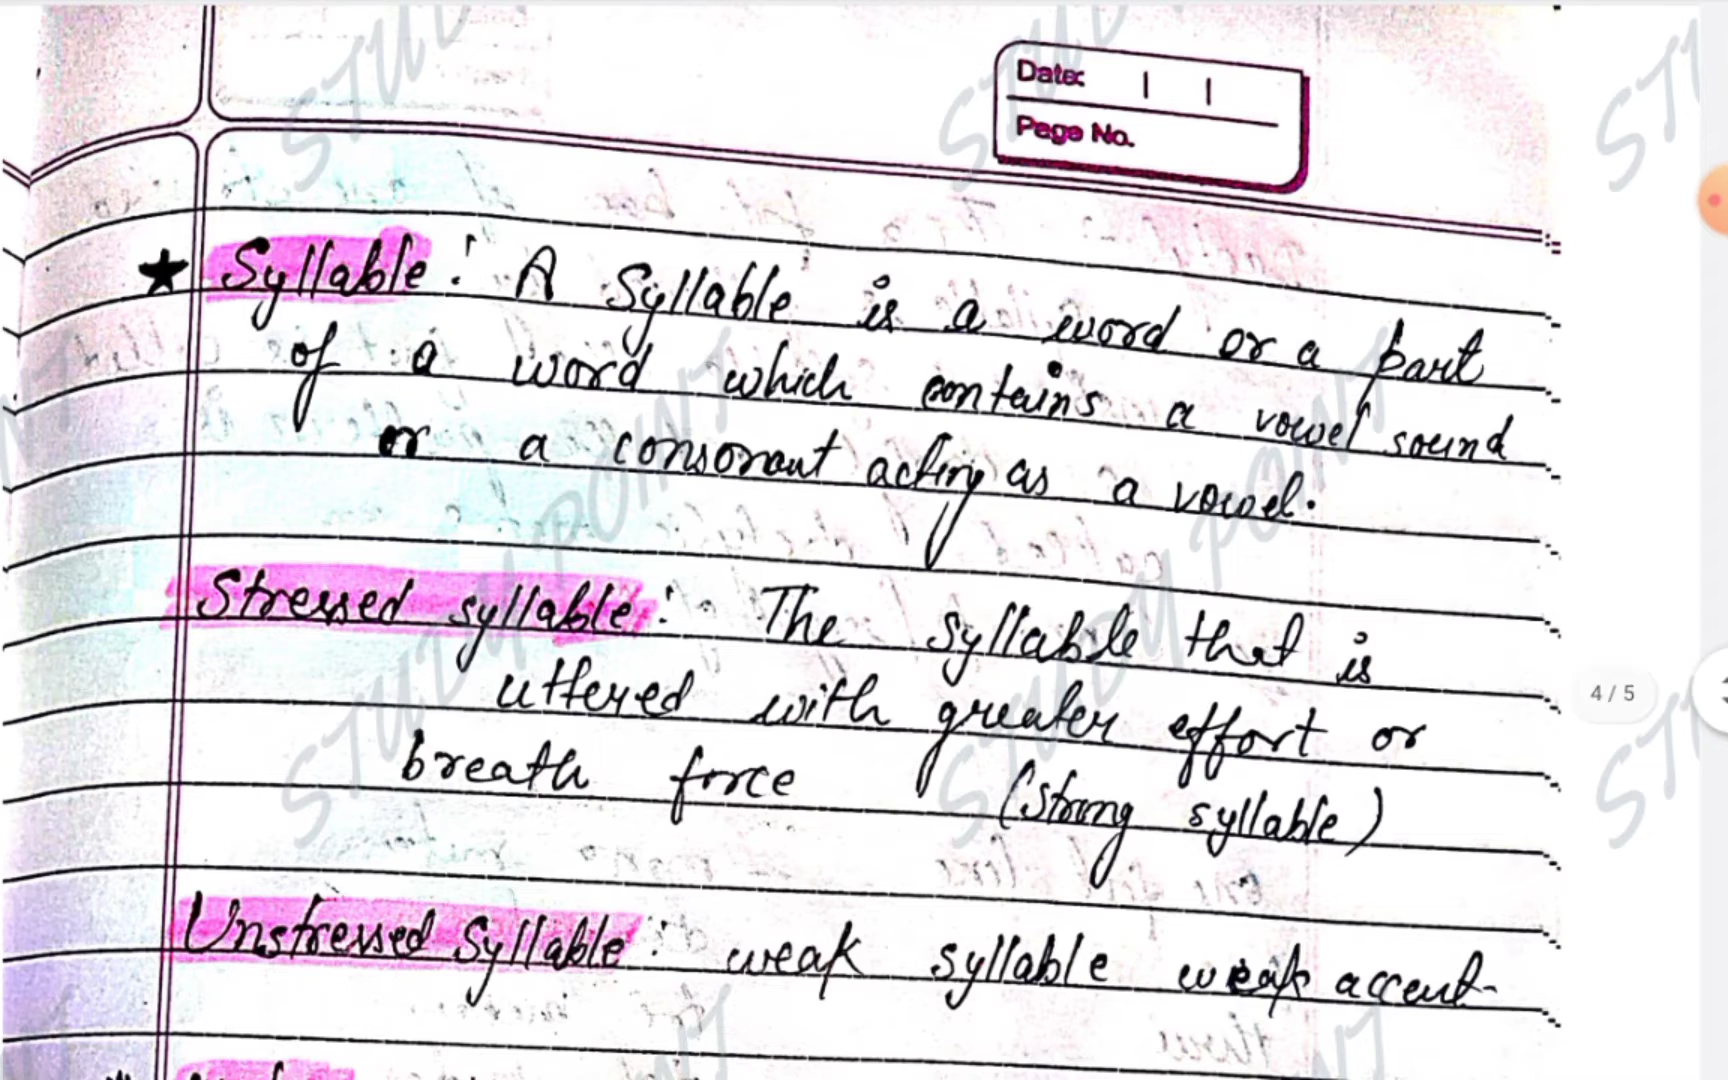 Date:
Page No.
★ Syllable: A Syllable is a word or a part
of a word which contains a vowel sound
or a consonant acting as a vowel.
Stressed syllable: The syllable that is
uttered with greater effort or
breath force (strong syllable)
Unstressed Syllable: weak syllable weak accent-
4 / 5
STUDY POINT